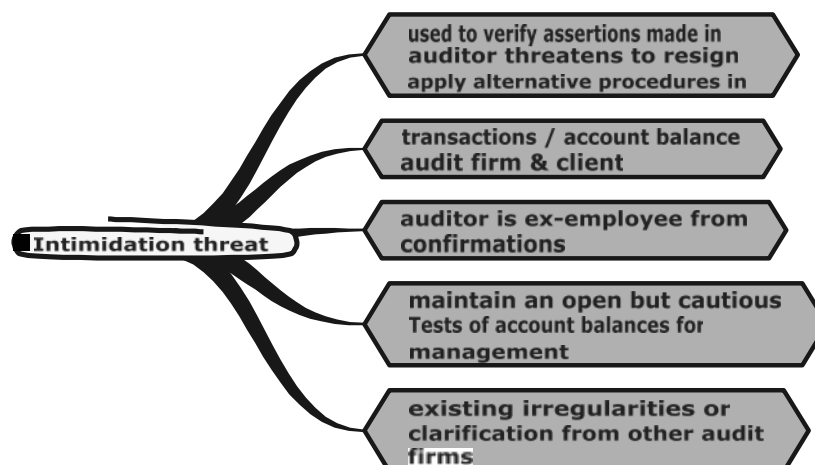 used to verify assertions made in
auditor threatens to resign
apply alternative procedures in
transactions / account balance
audit firm & client
Intimidation threat
auditor is ex-employee from
confirmations
maintain an open but cautious
Tests of account balances for
management
existing irregularities or
clarification from other audit
firms